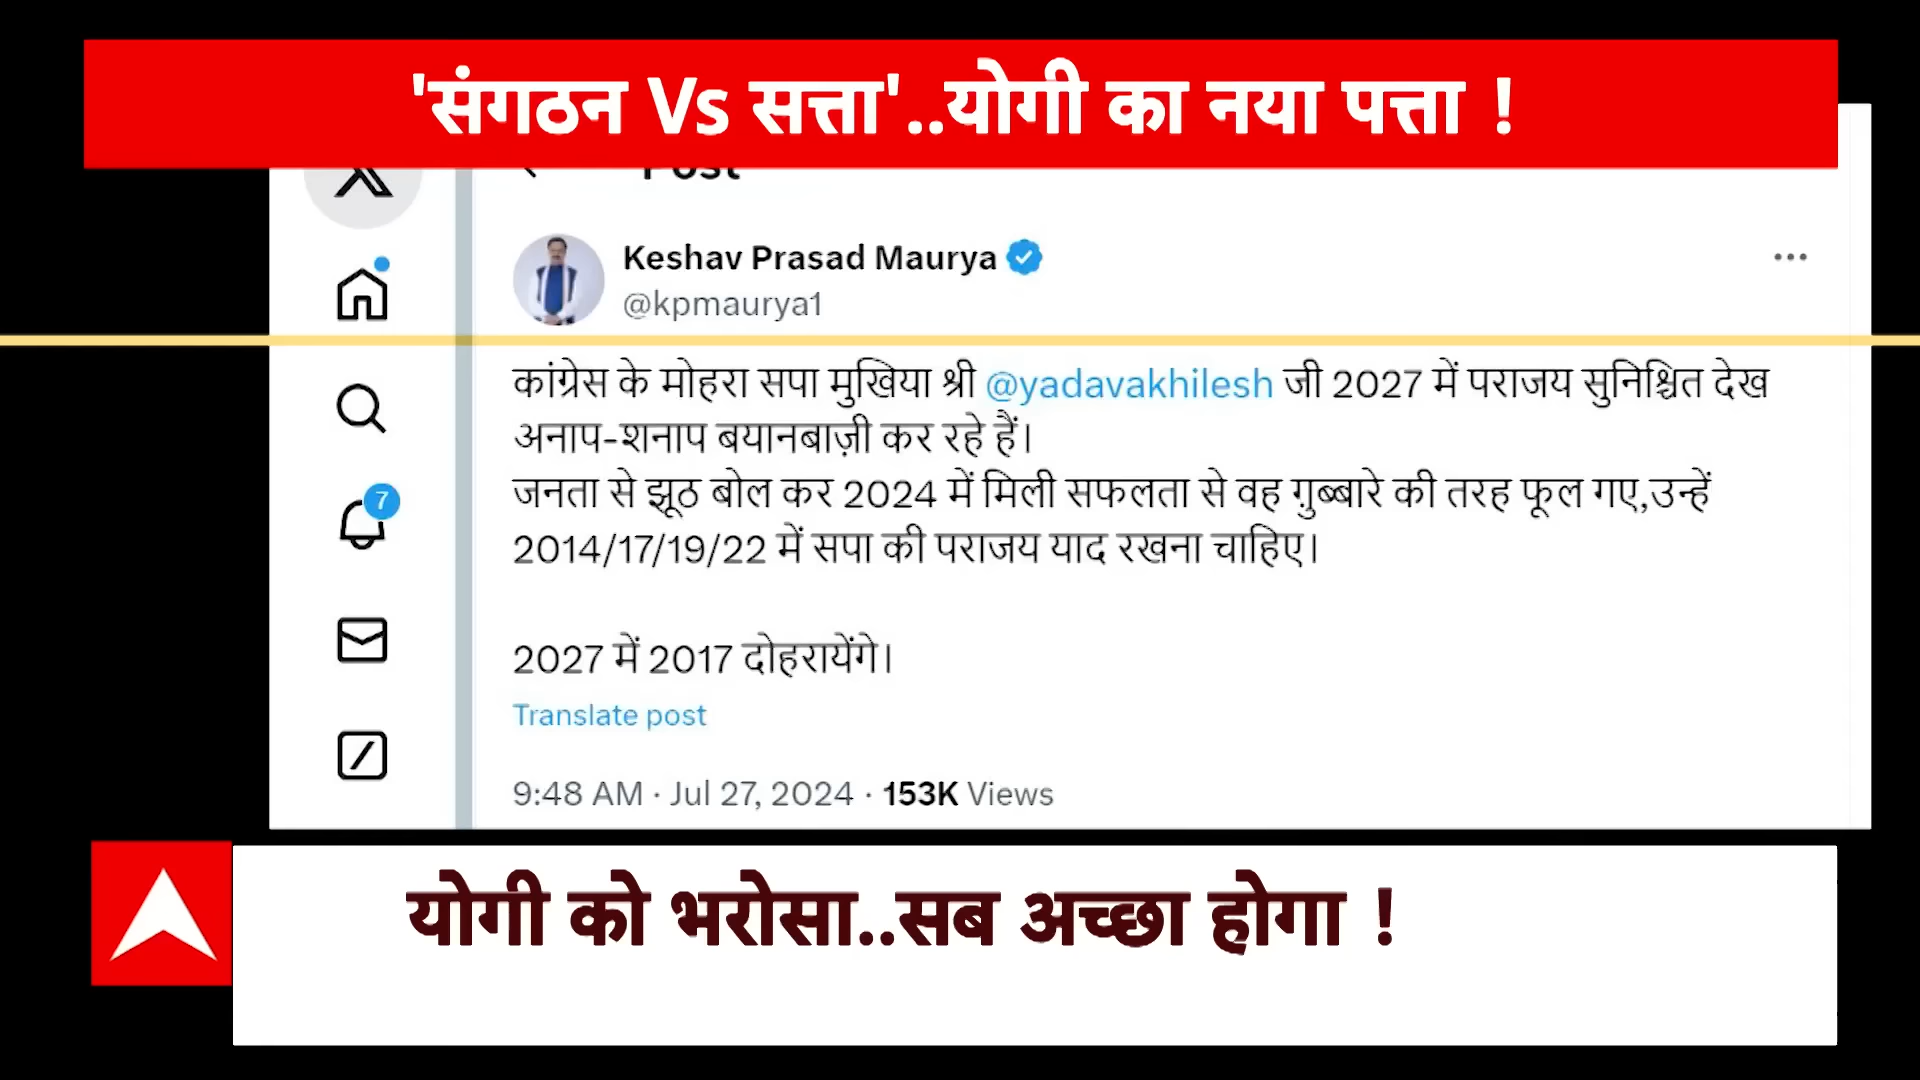 'संगठन Vs सत्ता'..योगी का नया पत्ता !
Post
Keshav Prasad Maurya
@kpmaurya1
कांग्रेस के मोहरा सपा मुखिया श्री @yadavakhilesh जी 2027 में पराजय सुनिश्चित देख
अनाप-शनाप बयानबाज़ी कर रहे हैं।
जनता से झूठ बोल कर 2024 में मिली सफलता से वह ग़ुब्बारे की तरह फूल गए,उन्हें
2014/17/19/22 में सपा की पराजय याद रखना चाहिए।
2027 में 2017 दोहरायेंगे।
Translate post
9:48 AM · Jul 27, 2024 · 153K Views
7
योगी को भरोसा..सब अच्छा होगा !